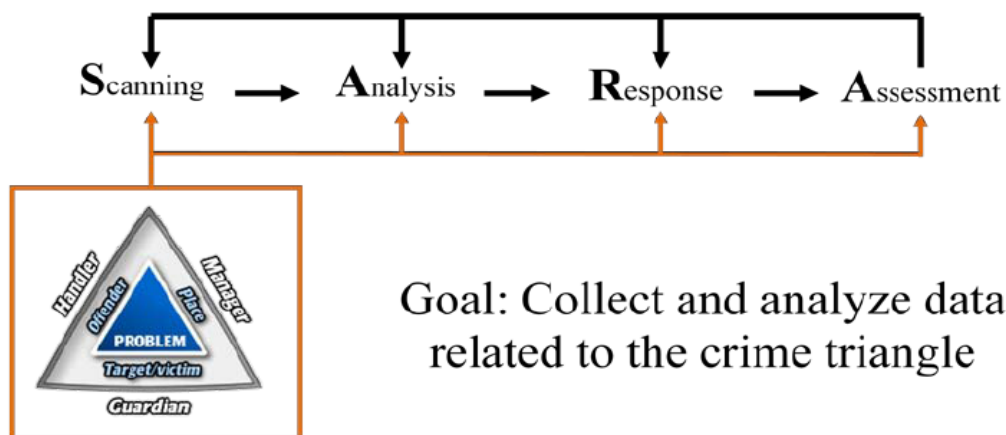 Scanning
Analysis
Response
Assessment
Handler
Manager
Offender
Place
PROBLEM
Target/victim
Guardian
Goal: Collect and analyze data
related to the crime triangle